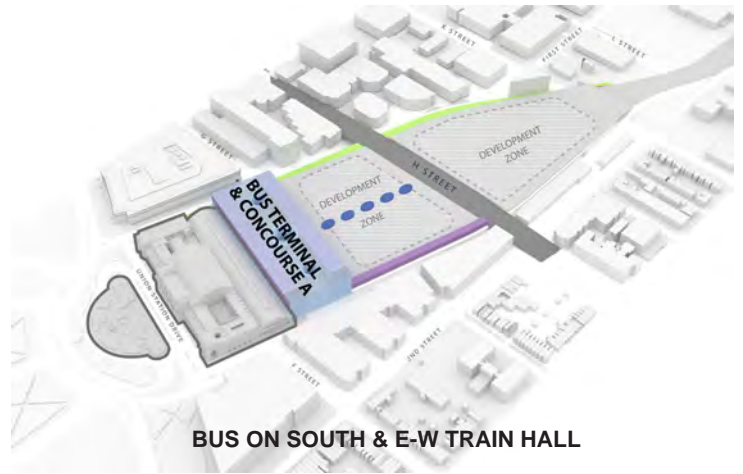 K STREET
FIRST STREET
L STREET
G STREET
DEVELOPMENT
ZONE
H STREET
BUS TERMINAL
& CONCOURSE A
DEVELOPMENT
ZONE
UNION STATION DRIVE
2ND STREET
F STREET
BUS ON SOUTH & E-W TRAIN HALL